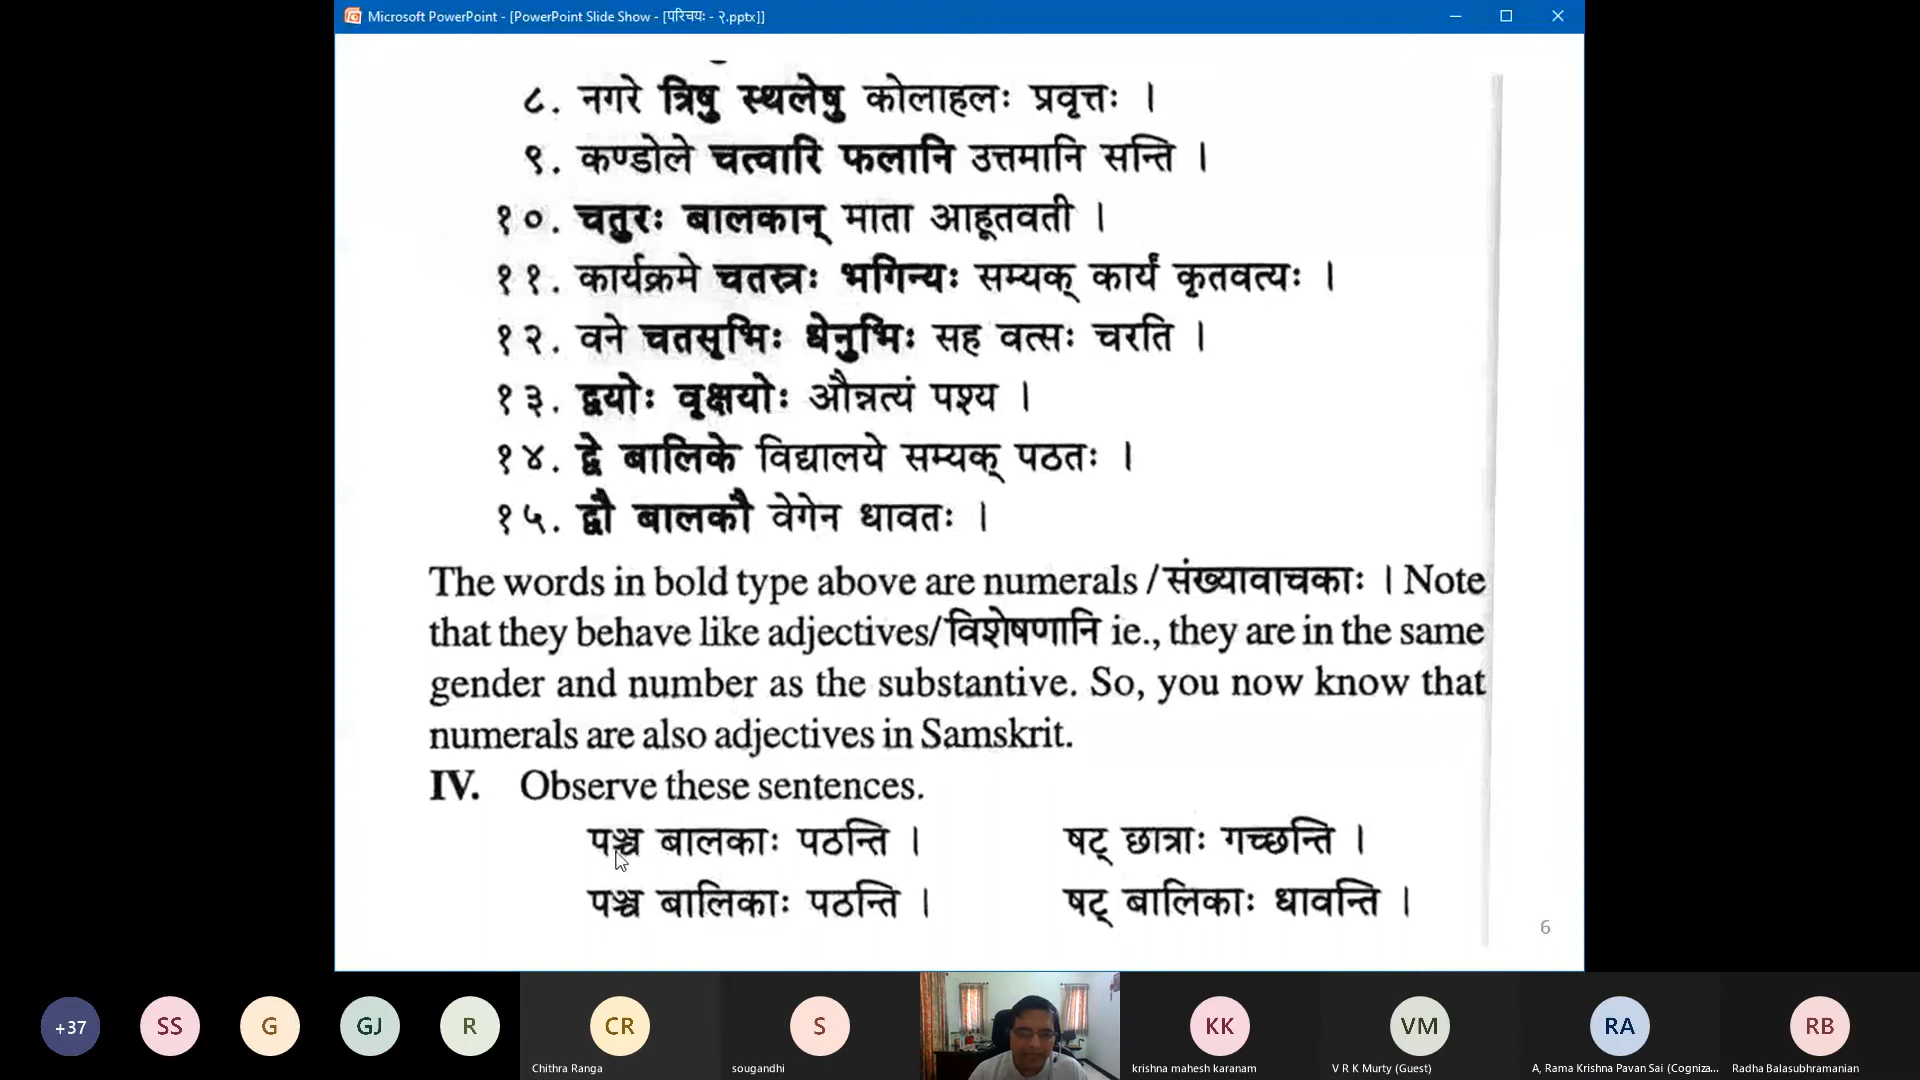 Microsoft PowerPoint - [PowerPoint Slide Show - [परिचयः - २.pptx]]
८. नगरे त्रिषु स्थलेषु कोलाहलः प्रवृत्तः ।
९. कण्डोले चत्वारि फलानि उत्तमानि सन्ति ।
१०. चतुरः बालकान् माता आहूतवती ।
११. कार्यक्रमे चतस्रः भगिन्यः सम्यक् कार्यं कृतवत्यः ।
१२. वने चतसृभिः धेनुभिः सह वत्सः चरति ।
१३. द्वयोः वृक्षयोः औन्नत्यं पश्य ।
१४. द्वे बालिके विद्यालये सम्यक् पठतः ।
१५. द्वौ बालकौ वेगेन धावतः ।
The words in bold type above are numerals /संख्यावाचकाः । Note
that they behave like adjectives/विशेषणानि ie., they are in the same
gender and number as the substantive. So, you now know that
numerals are also adjectives in Samskrit.
IV. Observe these sentences.
पञ्च बालकाः पठन्ति । षट् छात्राः गच्छन्ति ।
पञ्च बालिकाः पठन्ति । षट् बालिकाः धावन्ति ।
6
+37 SS G GJ R CR S KK VM RA RB
Chithra Ranga sougandhi krishna mahesh karanam V R K Murty (Guest) A, Rama Krishna Pavan Sai (Cogniza... Radha Balasubhramanian